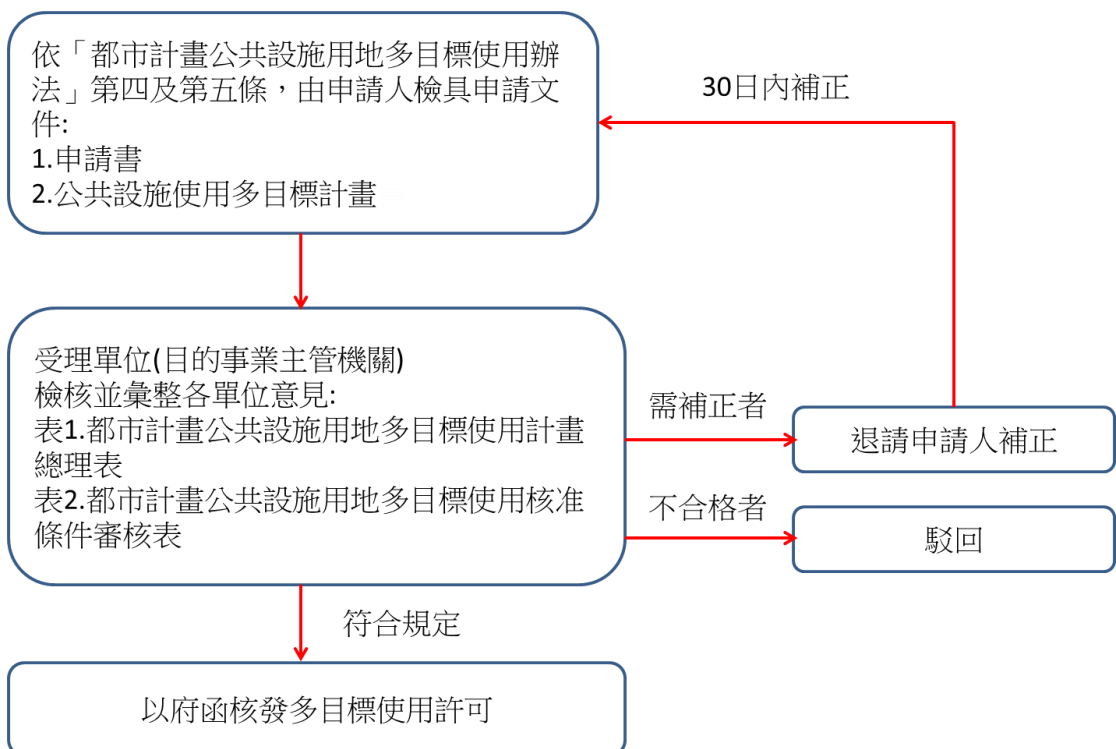 依「都市計畫公共設施用地多目標使用辦
法」第四及第五條，由申請人檢具申請文
件:
1.申請書
2.公共設施使用多目標計畫
30日內補正
受理單位(目的事業主管機關)
檢核並彙整各單位意見:
表1.都市計畫公共設施用地多目標使用計畫
總理表
表2.都市計畫公共設施用地多目標使用核准
條件審核表
需補正者
退請申請人補正
不合格者
駁回
符合規定
以府函核發多目標使用許可